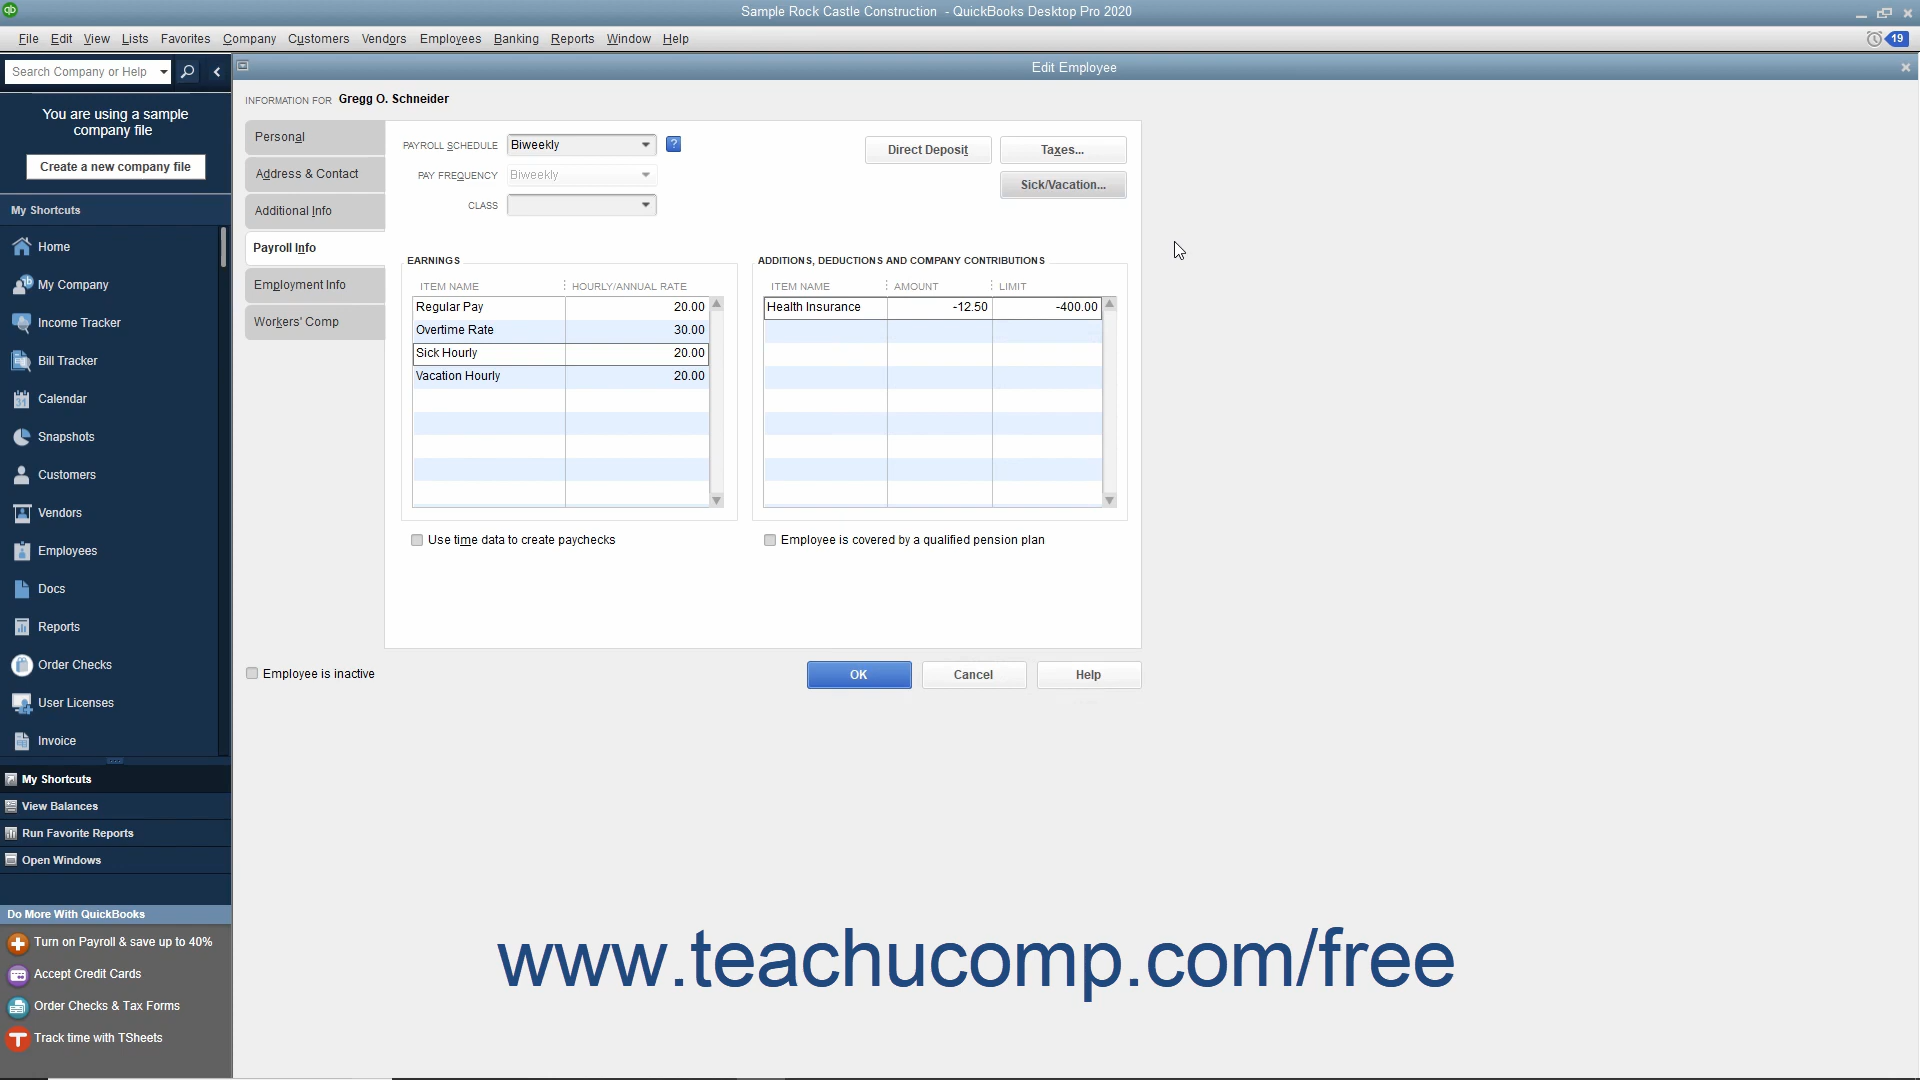 Sample Rock Castle Construction - QuickBooks Desktop Pro 2020
File Edit View Lists Favorites Company Customers Vendors Employees Banking Reports Window Help
19
Search Company or Help
Edit Employee
You are using a sample
company file
Create a new company file
My Shortcuts
Home
My Company
Income Tracker
Bill Tracker
Calendar
Snapshots
Customers
Vendors
Employees
Docs
Reports
Order Checks
User Licenses
Invoice
My Shortcuts
View Balances
Run Favorite Reports
Open Windows
Do More With QuickBooks
Turn on Payroll & save up to 40%
Accept Credit Cards
Order Checks & Tax Forms
Track time with TSheets
INFORMATION FOR Gregg O. Schneider
Personal
Address & Contact
Additional Info
Payroll Info
Employment Info
Workers' Comp
PAYROLL SCHEDULE Biweekly ?
PAY FREQUENCY Biweekly
CLASS
Direct Deposit
Taxes...
Sick/Vacation...
EARNINGS
ITEM NAME HOURLY/ANNUAL RATE
Regular Pay 20.00
Overtime Rate 30.00
Sick Hourly 20.00
Vacation Hourly 20.00
Use time data to create paychecks
ADDITIONS, DEDUCTIONS AND COMPANY CONTRIBUTIONS
ITEM NAME AMOUNT LIMIT
Health Insurance -12.50 -400.00
Employee is covered by a qualified pension plan
Employee is inactive
OK
Cancel
Help
www.teachucomp.com/free